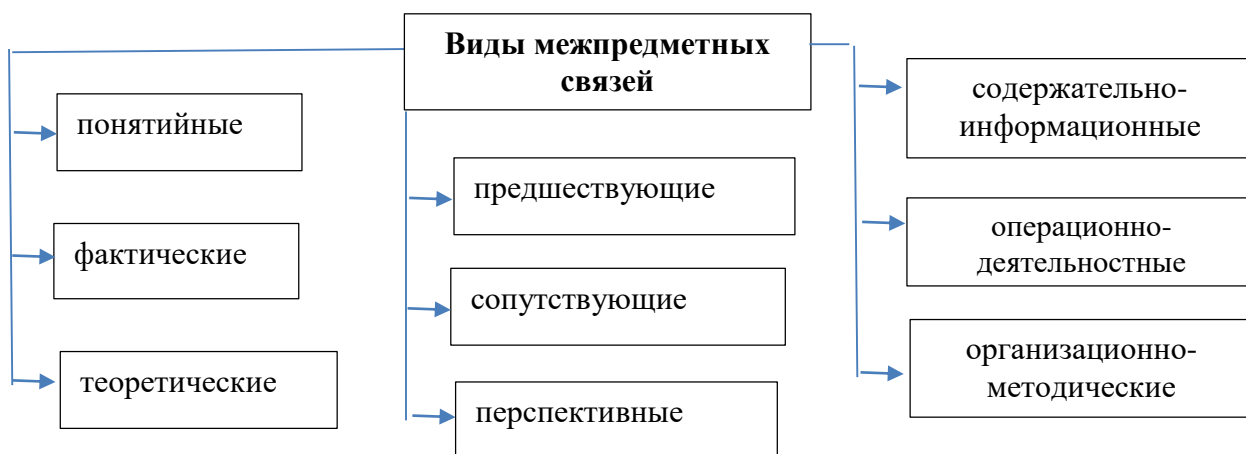 Виды межпредметных
связей
понятийные
фактические
теоретические
предшествующие
сопутствующие
перспективные
содержательно-
информационные
операционно-
деятельностные
организационно-
методические